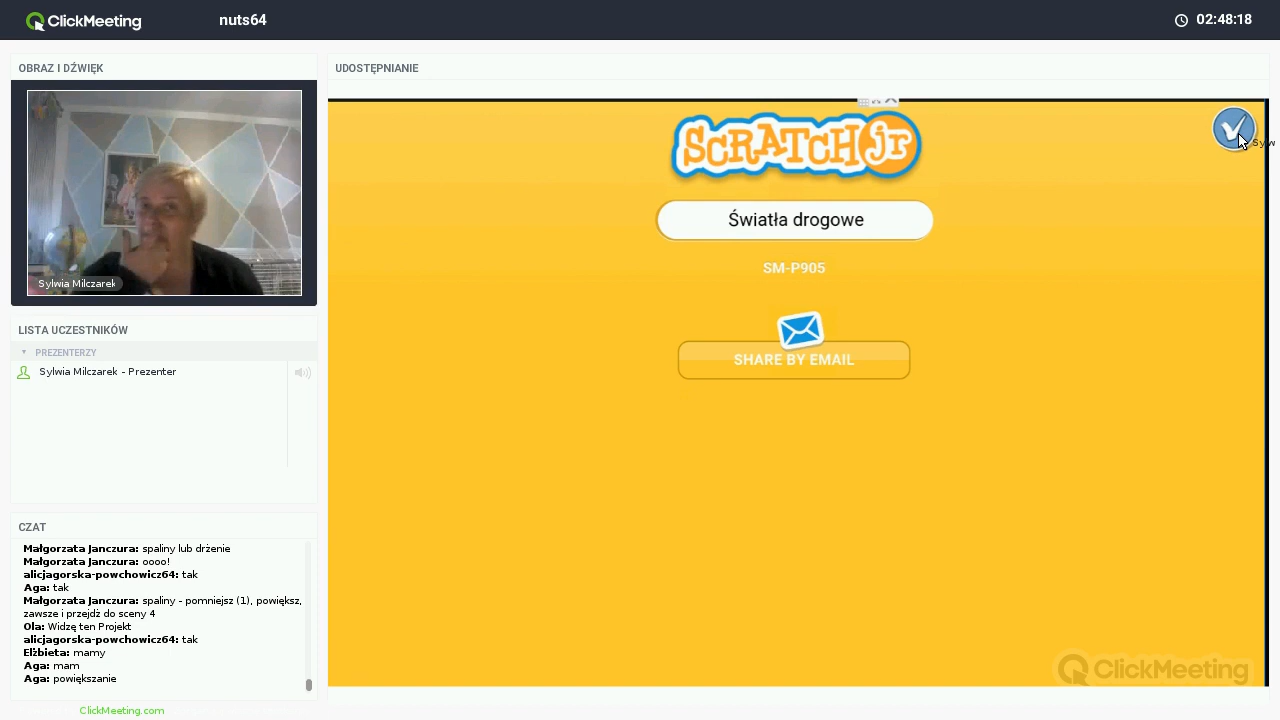 ClickMeeting
nuts64
02:48:18
OBRAZ I DŹWIĘK
Sylwia Milczarek
LISTA UCZESTNIKÓW
PREZENTERZY
Sylwia Milczarek - Prezenter
CZAT
Małgorzata Janczura: spaliny lub drżenie
Małgorzata Janczura: oooo!
alicjagorska-powchowicz64: tak
Aga: tak
Małgorzata Janczura: spaliny - pomniejsz (1), powiększ,
zawsze i przejdź do sceny 4
Ola: Widzę ten Projekt
alicjagorska-powchowicz64: tak
Elżbieta: mamy
Aga: mam
Aga: powiększanie
ClickMeeting.com
UDOSTĘPNIANIE
SCRATCH jr
Sylw
Światła drogowe
SM-P905
SHARE BY EMAIL
ClickMeeting